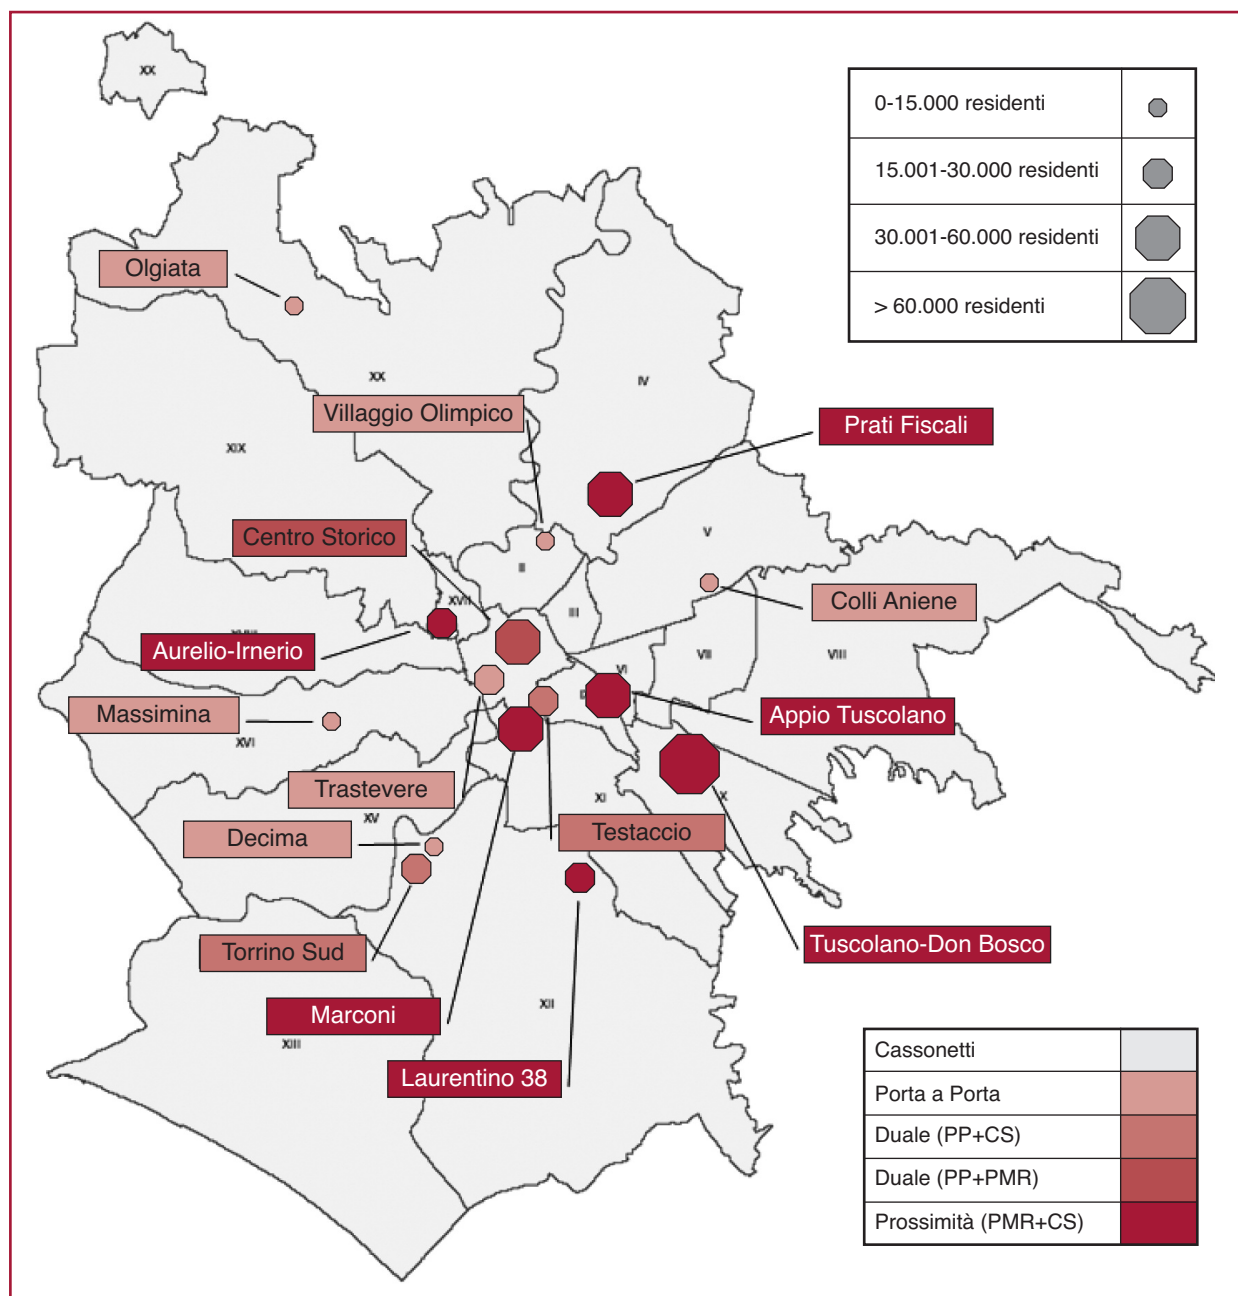 XX
0-15.000 residenti
15.001-30.000 residenti
30.001-60.000 residenti
> 60.000 residenti
Olgiata
XX
IV
Villaggio Olimpico
Prati Fiscali
XIX
Centro Storico
V
II
Colli Aniene
XVII
III
Aurelio-Irnerio
VI
VII
VIII
Massimina
Appio Tuscolano
XVI
Trastevere
XI
X
XV
Decima
Testaccio
Torrino Sud
Tuscolano-Don Bosco
Marconi
XII
XIII
Laurentino 38
Cassonetti
Porta a Porta
Duale (PP+CS)
Duale (PP+PMR)
Prossimità (PMR+CS)